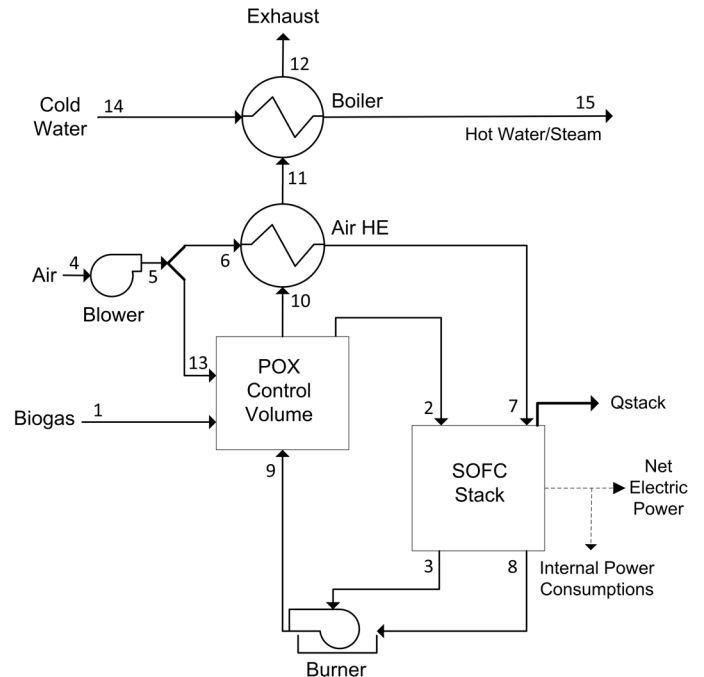 Exhaust
12
Cold
Water
14
Boiler
15
Hot Water/Steam
11
Air HE
Air
4
5
6
Blower
10
13
POX
Control
Volume
Biogas
1
2
7
Qstack
SOFC
Stack
Net
Electric
Power
9
3
8
Internal Power
Consumptions
Burner